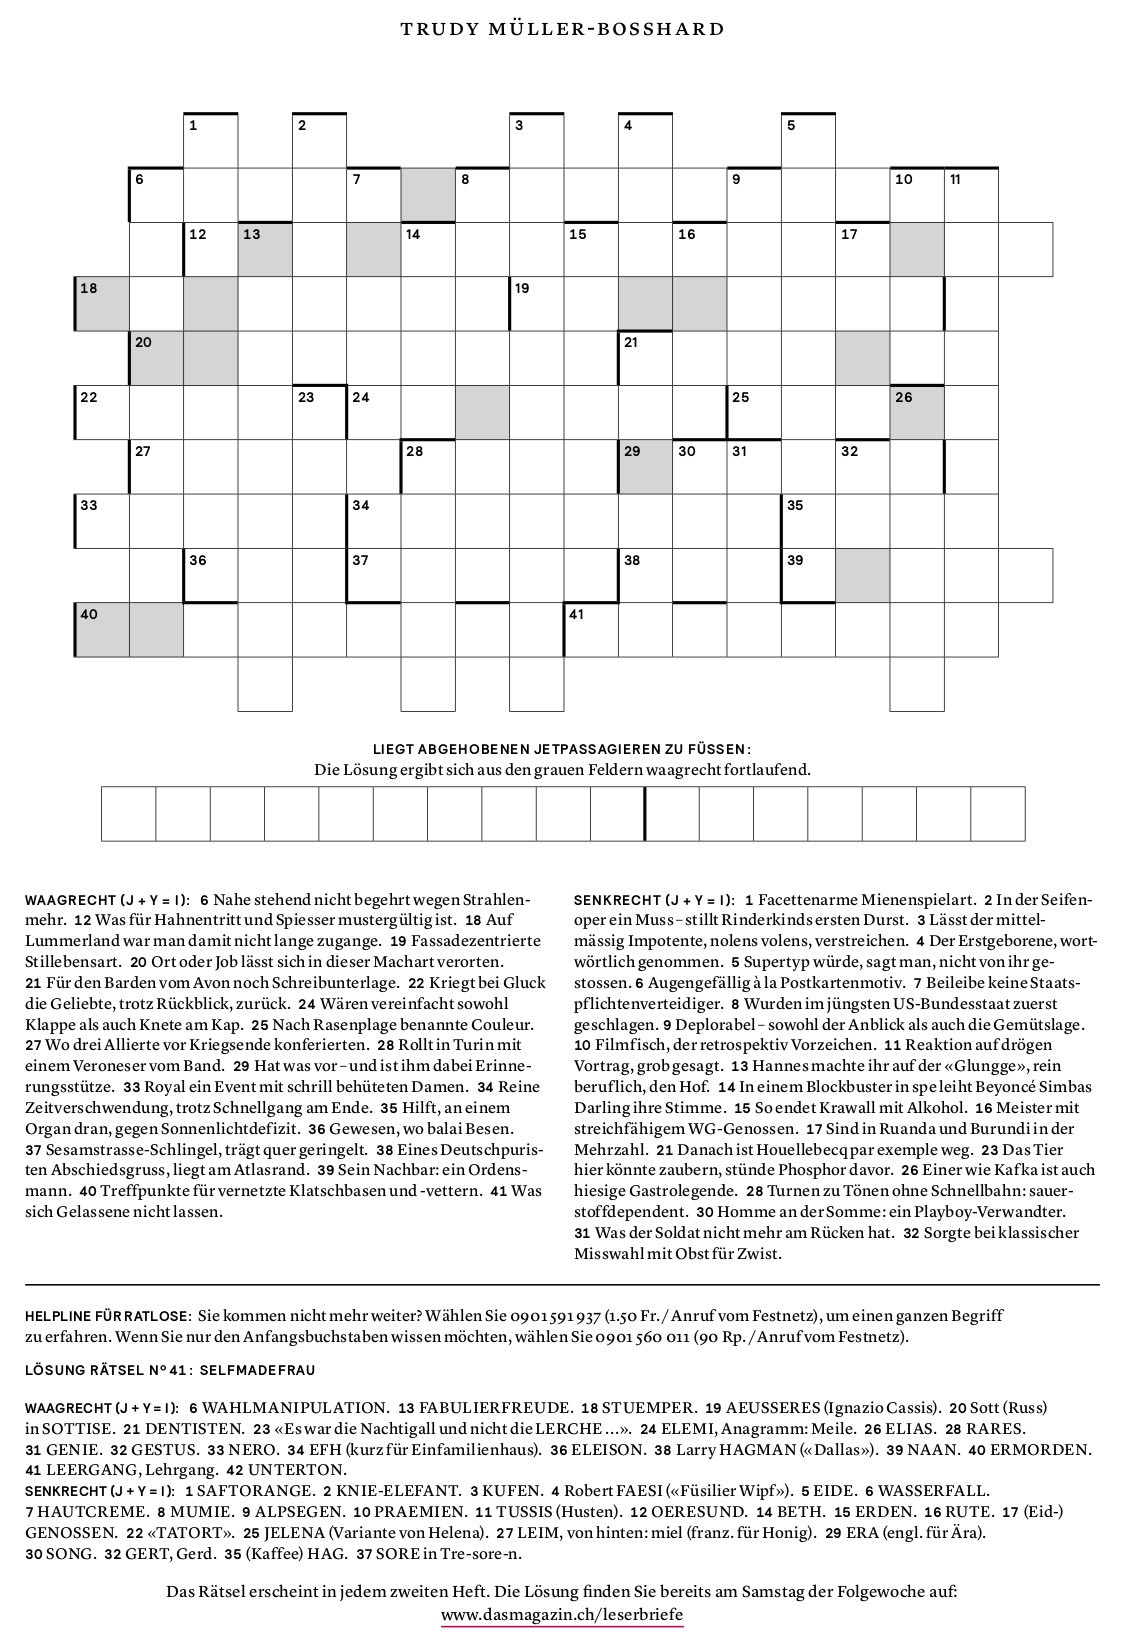 TRUDY MÜLLER-BOSSHARD
1 2 3 4 5
6 7 8 9 10 11
12 13 14 15 16 17
18 19
20 21
22 23 24 25 26
27 28 29 30 31 32
33 34 35
36 37 38 39
40 41
LIEGT ABGEHOBENEN JETPASSAGIEREN ZU FÜSSEN:
Die Lösung ergibt sich aus den grauen Feldern waagrecht fortlaufend.
WAAGRECHT (J + Y = I): 6 Nahe stehend nicht begehrt wegen Strahlen-
mehr. 12 Was für Hahnentritt und Spiesser mustergültig ist. 18 Auf
Lummerland war man damit nicht lange zugange. 19 Fassadezentrierte
Stillebensart. 20 Ort oder Job lässt sich in dieser Machart verorten.
21 Für den Barden vom Avon noch Schreibunterlage. 22 Kriegt bei Gluck
die Geliebte, trotz Rückblick, zurück. 24 Wären vereinfacht sowohl
Klappe als auch Knete am Kap. 25 Nach Rasenplage benannte Couleur.
27 Wo drei Allierte vor Kriegsende konferierten. 28 Rollt in Turin mit
einem Veroneser vom Band. 29 Hat was vor – und ist ihm dabei Erinne-
rungsstütze. 33 Royal ein Event mit schrill behüteten Damen. 34 Reine
Zeitverschwendung, trotz Schnellgang am Ende. 35 Hilft, an einem
Organ dran, gegen Sonnenlichtdefizit. 36 Gewesen, wo balai Besen.
37 Sesamstrasse-Schlingel, trägt quer geringelt. 38 Eines Deutschpuris-
ten Abschiedsgruss, liegt am Atlasrand. 39 Sein Nachbar: ein Ordens-
mann. 40 Treffpunkte für vernetzte Klatschbasen und -vettern. 41 Was
sich Gelassene nicht lassen.
SENKRECHT (J + Y = I): 1 Facettenarme Mienenspielart. 2 In der Seifen-
oper ein Muss – stillt Rinderkinds ersten Durst. 3 Lässt der mittel-
mässig Impotente, nolens volens, verstreichen. 4 Der Erstgeborene, wort-
wörtlich genommen. 5 Supertyp würde, sagt man, nicht von ihr ge-
stossen. 6 Augengefällig à la Postkartenmotiv. 7 Beileibe keine Staats-
pflichtenverteidiger. 8 Wurden im jüngsten US-Bundesstaat zuerst
geschlagen. 9 Deplorabel – sowohl der Anblick als auch die Gemütslage.
10 Filmfisch, der retrospektiv Vorzeichen. 11 Reaktion auf drögen
Vortrag, grob gesagt. 13 Hannes machte ihr auf der «Glungge», rein
beruflich, den Hof. 14 In einem Blockbuster in spe leiht Beyoncé Simbas
Darling ihre Stimme. 15 So endet Krawall mit Alkohol. 16 Meister mit
streichfähigem WG-Genossen. 17 Sind in Ruanda und Burundi in der
Mehrzahl. 21 Danach ist Houellebecq par exemple weg. 23 Das Tier
hier könnte zaubern, stünde Phosphor davor. 26 Einer wie Kafka ist auch
hiesige Gastrolegende. 28 Turnen zu Tönen ohne Schnellbahn: sauer-
stoffdependent. 30 Homme an der Somme: ein Playboy-Verwandter.
31 Was der Soldat nicht mehr am Rücken hat. 32 Sorgte bei klassischer
Misswahl mit Obst für Zwist.
HELPLINE FÜR RATLOSE: Sie kommen nicht mehr weiter? Wählen Sie 0901 591 937 (1.50 Fr. / Anruf vom Festnetz), um einen ganzen Begriff
zu erfahren. Wenn Sie nur den Anfangsbuchstaben wissen möchten, wählen Sie 0901 560 011 (90 Rp. / Anruf vom Festnetz).
LÖSUNG RÄTSEL Nº 41: SELFMADEFRAU
WAAGRECHT (J + Y = I): 6 WAHLMANIPULATION. 13 FABULIERFREUDE. 18 STUEMPER. 19 AEUSSERES (Ignazio Cassis). 20 Sott (Russ)
in SOTTISE. 21 DENTISTEN. 23 «Es war die Nachtigall und nicht die LERCHE ...». 24 ELEMI, Anagramm: Meile. 26 ELIAS. 28 RARES.
31 GENIE. 32 GESTUS. 33 NERO. 34 EFH (kurz für Einfamilienhaus). 36 ELEISON. 38 Larry HAGMAN («Dallas»). 39 NAAN. 40 ERMORDEN.
41 LEERGANG, Lehrgang. 42 UNTERTON.
SENKRECHT (J + Y = I): 1 SAFTORANGE. 2 KNIE-ELEFANT. 3 KUFEN. 4 Robert FAESI («Füsilier Wipf»). 5 EIDE. 6 WASSERFALL.
7 HAUTCREME. 8 MUMIE. 9 ALPSEGEN. 10 PRAEMIEN. 11 TUSSIS (Husten). 12 OERESUND. 14 BETH. 15 ERDEN. 16 RUTE. 17 (Eid-)
GENOSSEN. 22 «TATORT». 25 JELENA (Variante von Helena). 27 LEIM, von hinten: miel (franz. für Honig). 29 ERA (engl. für Ära).
30 SONG. 32 GERT, Gerd. 35 (Kaffee) HAG. 37 SORE in Tre-sore-n.
Das Rätsel erscheint in jedem zweiten Heft. Die Lösung finden Sie bereits am Samstag der Folgewoche auf:
www.dasmagazin.ch/leserbriefe